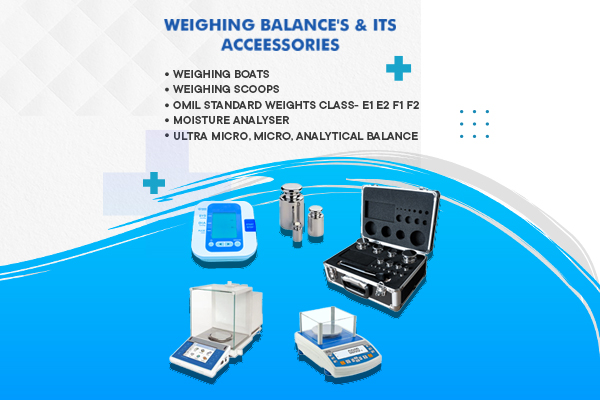 WEIGHING BALANCE'S & ITS
ACCEESSORIES
• WEIGHING BOATS
• WEIGHING SCOOPS
• OMIL STANDARD WEIGHTS CLASS- E1 E2 F1 F2
• MOISTURE ANALYSER
• ULTRA MICRO, MICRO, ANALYTICAL BALANCE